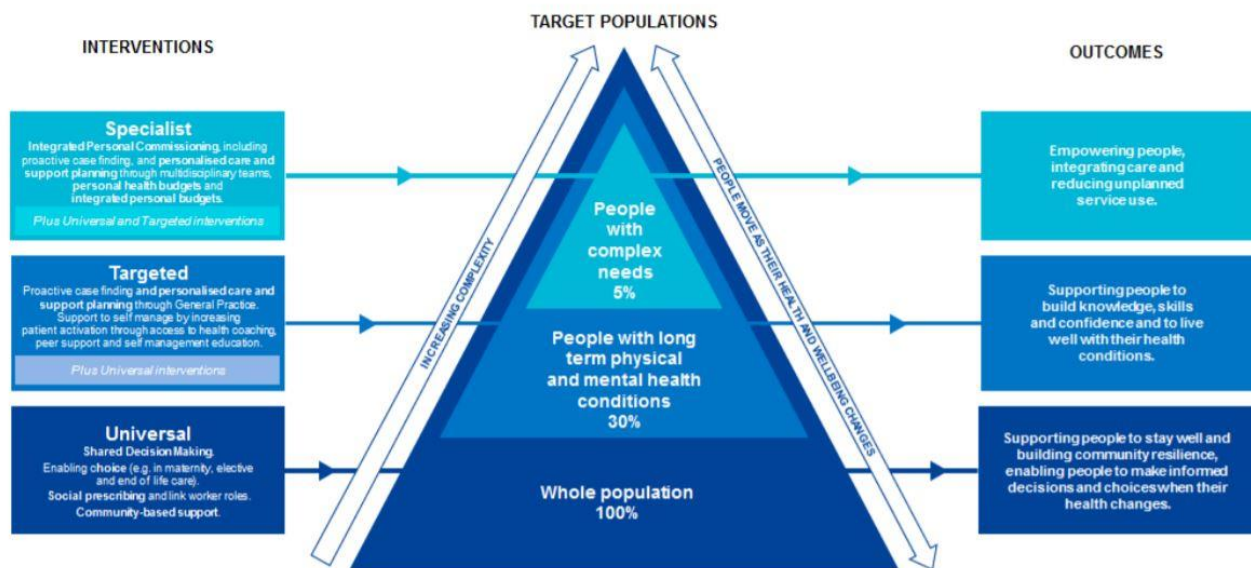 TARGET POPULATIONS
INTERVENTIONS
OUTCOMES
Specialist
Integrated Personal Commissioning, including
proactive case finding, and personalised care and
support planning through multidisciplinary teams,
personal health budgets and
integrated personal budgets.
Plus Universal and Targeted interventions
Targeted
Proactive case finding and personalised care and
support planning through General Practice.
Support to self manage by increasing
patient activation through access to health coaching,
peer support and self management education.
Plus Universal interventions
Universal
Shared Decision Making.
Enabling choice (e.g. in maternity, elective
and end of life care).
Social prescribing and link worker roles.
Community-based support.
INCREASING COMPLEXITY
People
with
complex
needs
5%
People with long
term physical
and mental health
conditions
30%
Whole population
100%
PEOPLE MOVE AS THEIR HEALTH AND WELLBEING CHANGES
Empowering people,
integrating care and
reducing unplanned
service use.
Supporting people to
build knowledge, skills
and confidence and to live
well with their health
conditions.
Supporting people to stay well and
building community resilience,
enabling people to make informed
decisions and choices when their
health changes.